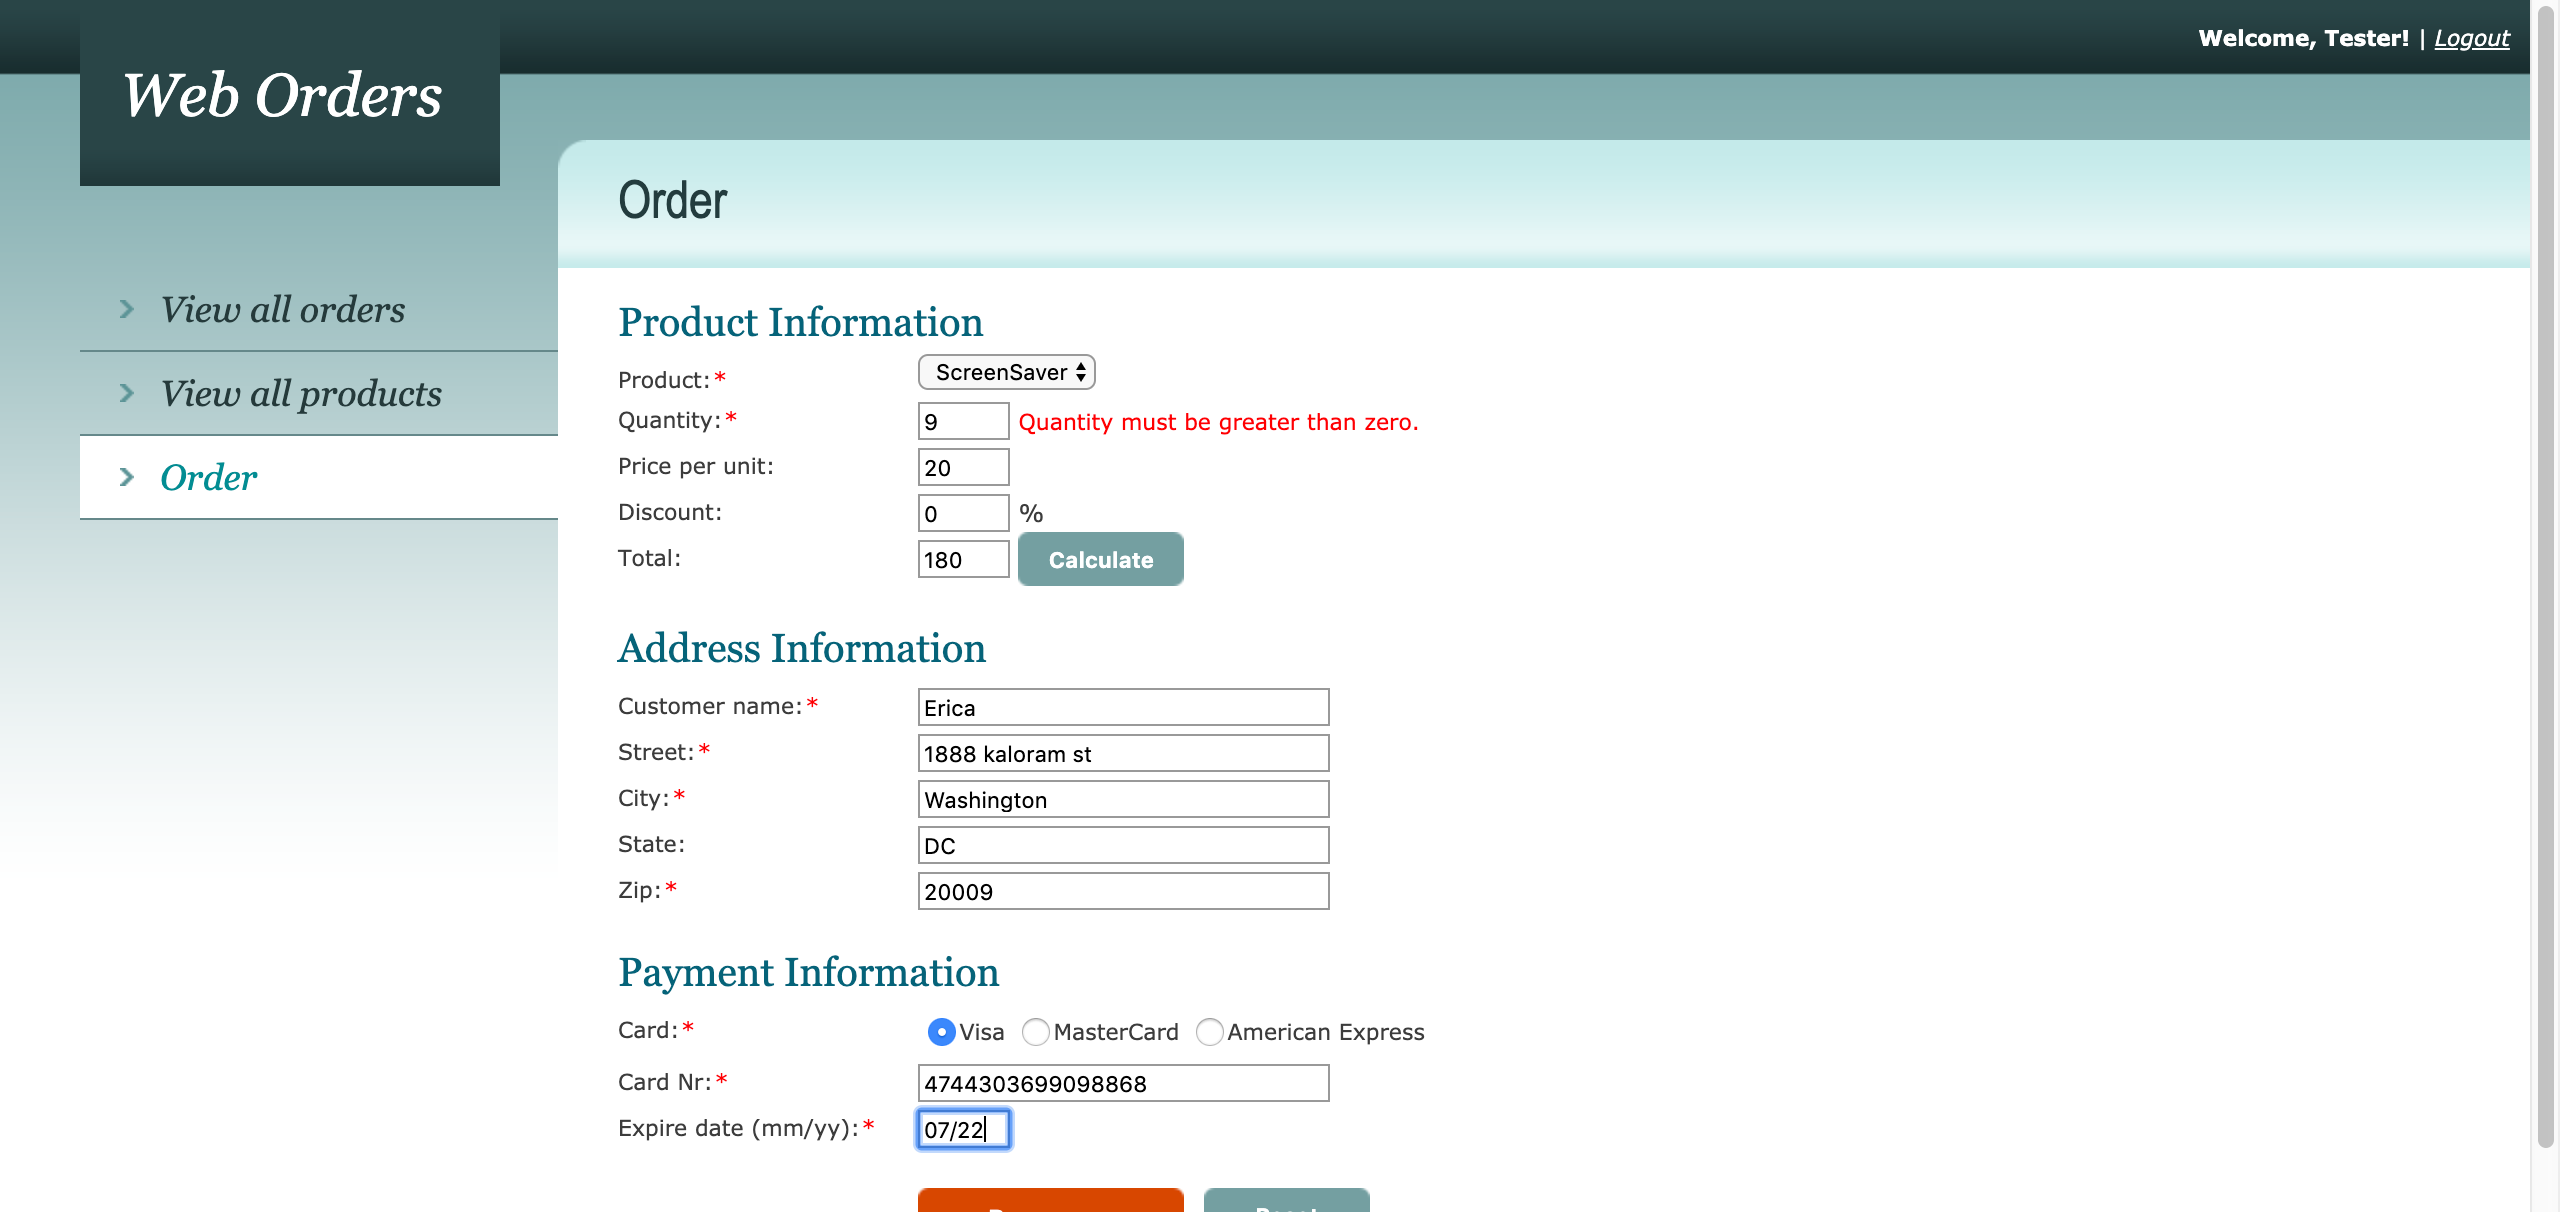 Welcome, Tester! | Logout
Web Orders
View all orders
View all products
Order
Order
Product Information
Product:* ScreenSaver
Quantity:* 9 Quantity must be greater than zero.
Price per unit: 20
Discount: 0 %
Total: 180 Calculate
Address Information
Customer name:* Erica
Street:* 1888 kaloram st
City:* Washington
State: DC
Zip:* 20009
Payment Information
Card:* Visa MasterCard American Express
Card Nr:* 4744303699098868
Expire date (mm/yy):* 07/22